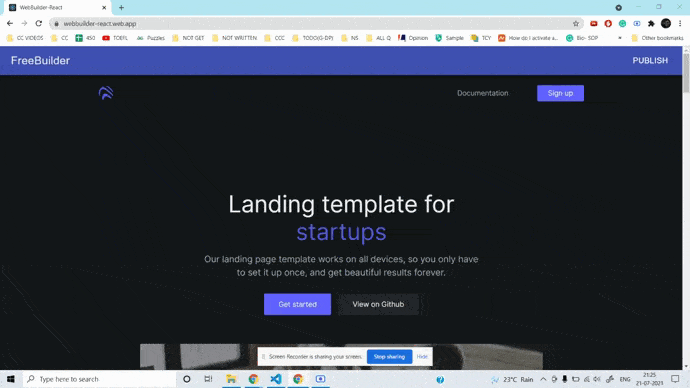 WebBuilder-React
webbuilder-react.web.app
CC VIDEOS
CC
450
TOEFL
Puzzles
NOT GET
NOT WRITTEN
CCC
TODO(G-DP)
NS
ALL Q
Opinion
Sample
TCY
How do I activate a...
Bio- SOP
»
Other bookmarks
FreeBuilder
PUBLISH
Documentation
Sign up
Landing template for
startups
Our landing page template works on all devices, so you only have
to set it up once, and get beautiful results forever.
Get started
View on Github
Screen Recorder is sharing your screen.
Stop sharing
Hide
Type here to search
23°C Rain
ENG
21:25
21-07-2021